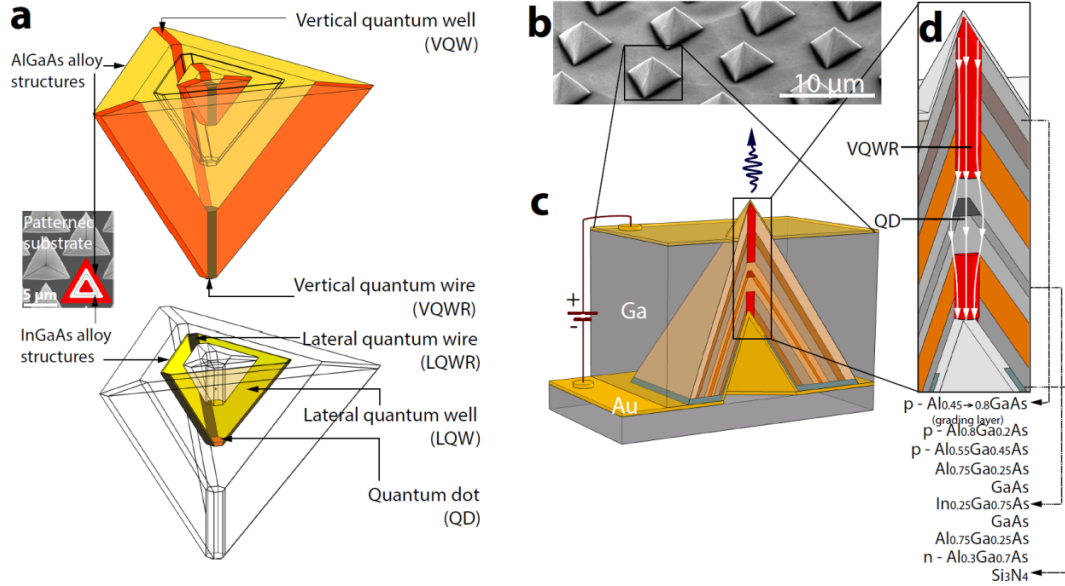 a
Vertical quantum well
(VQW)
AlGaAs alloy
structures
Patterned
substrate
5 μm
Vertical quantum wire
(VQWR)
InGaAs alloy
structures
Lateral quantum wire
(LQWR)
Lateral quantum well
(LQW)
Quantum dot
(QD)
b
10 μm
c
+
-
Ga
Au
d
VQWR
QD
p - Al0.45→0.8GaAs
(grading layer)
p - Al0.8Ga0.2As
p - Al0.55Ga0.45As
Al0.75Ga0.25As
GaAs
In0.25Ga0.75As
GaAs
Al0.75Ga0.25As
n - Al0.3Ga0.7As
Si3N4